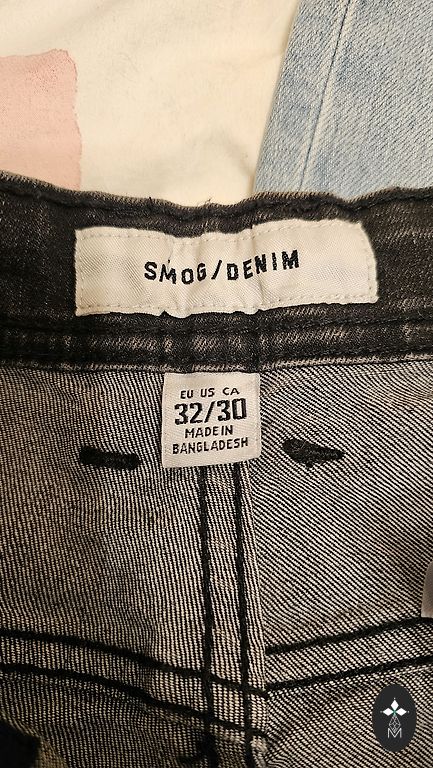 SMOG/DENIM
EU US CA
32/30
MADE IN
BANGLADESH